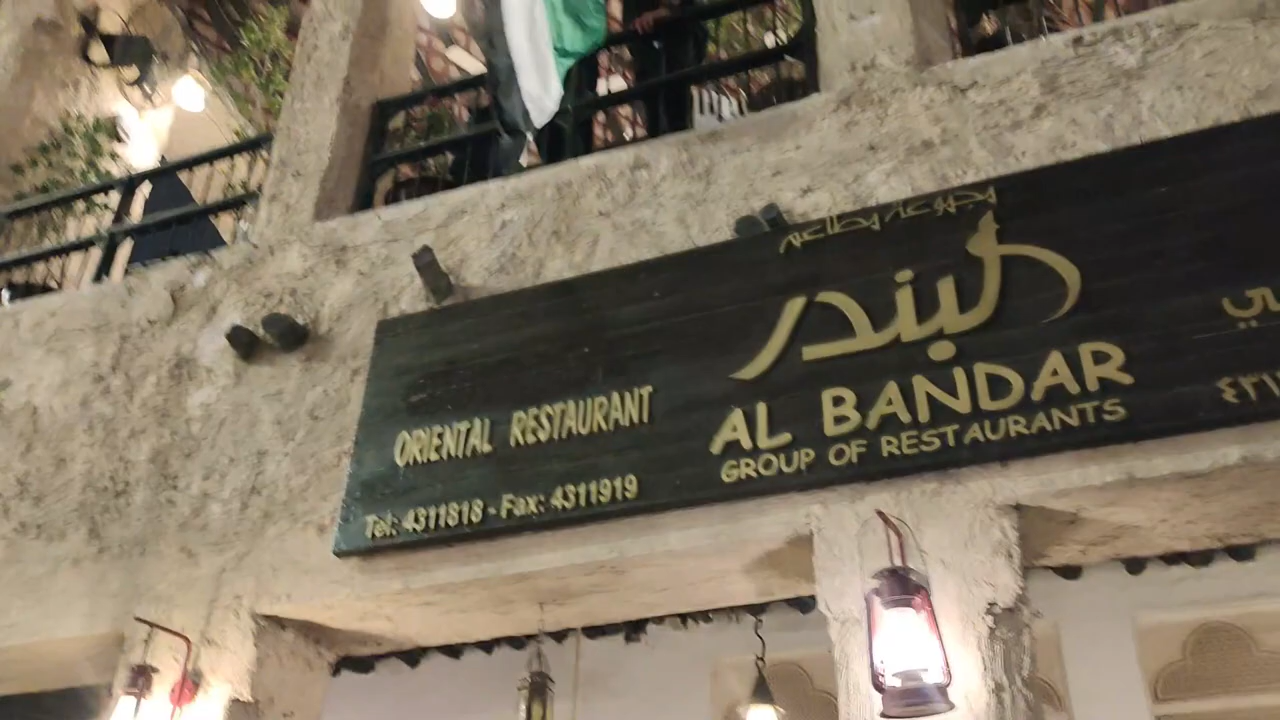 مجموعة مطاعم
البندر
AL BANDAR
GROUP OF RESTAURANTS
ORIENTAL RESTAURANT
Tel: 4311818 - Fax: 4311919